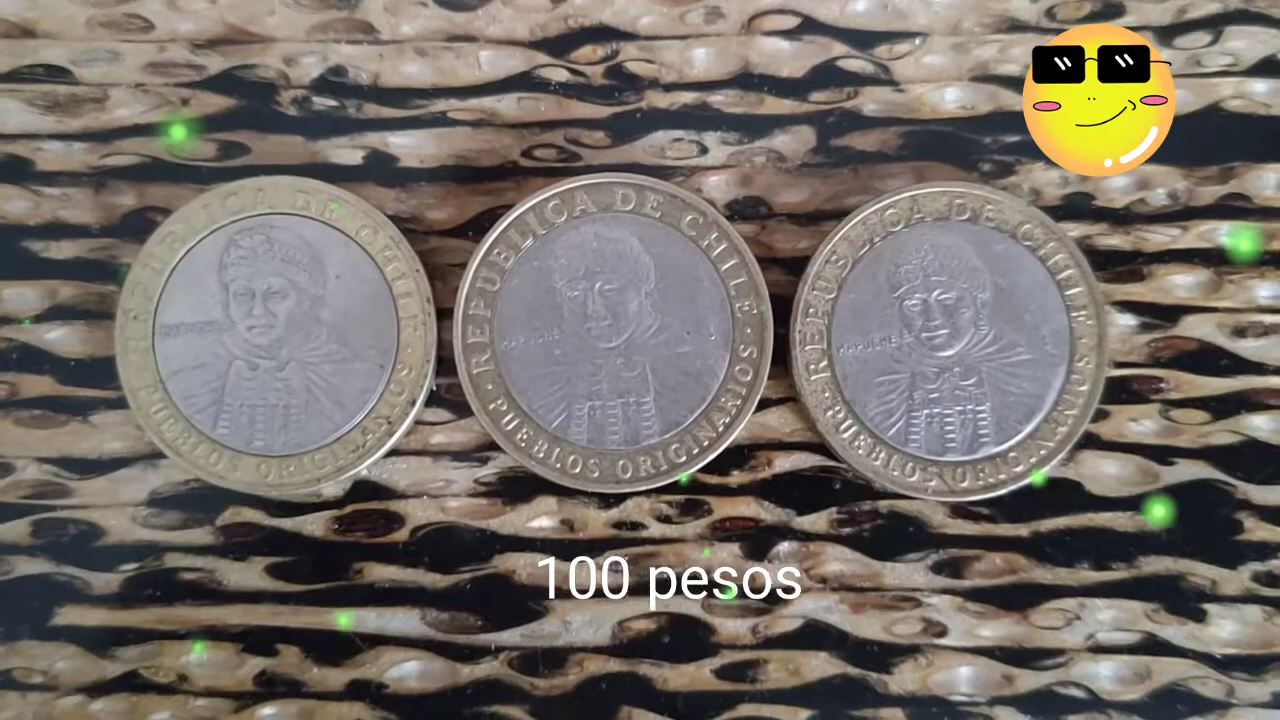 REPUBLICA DE CHILE · PUEBLOS ORIGINARIOS
MAPUCHE
REPUBLICA DE CHILE · PUEBLOS ORIGINARIOS
MAPUCHE
REPUBLICA DE CHILE · PUEBLOS ORIGINARIOS
MAPUCHE
100 pesos